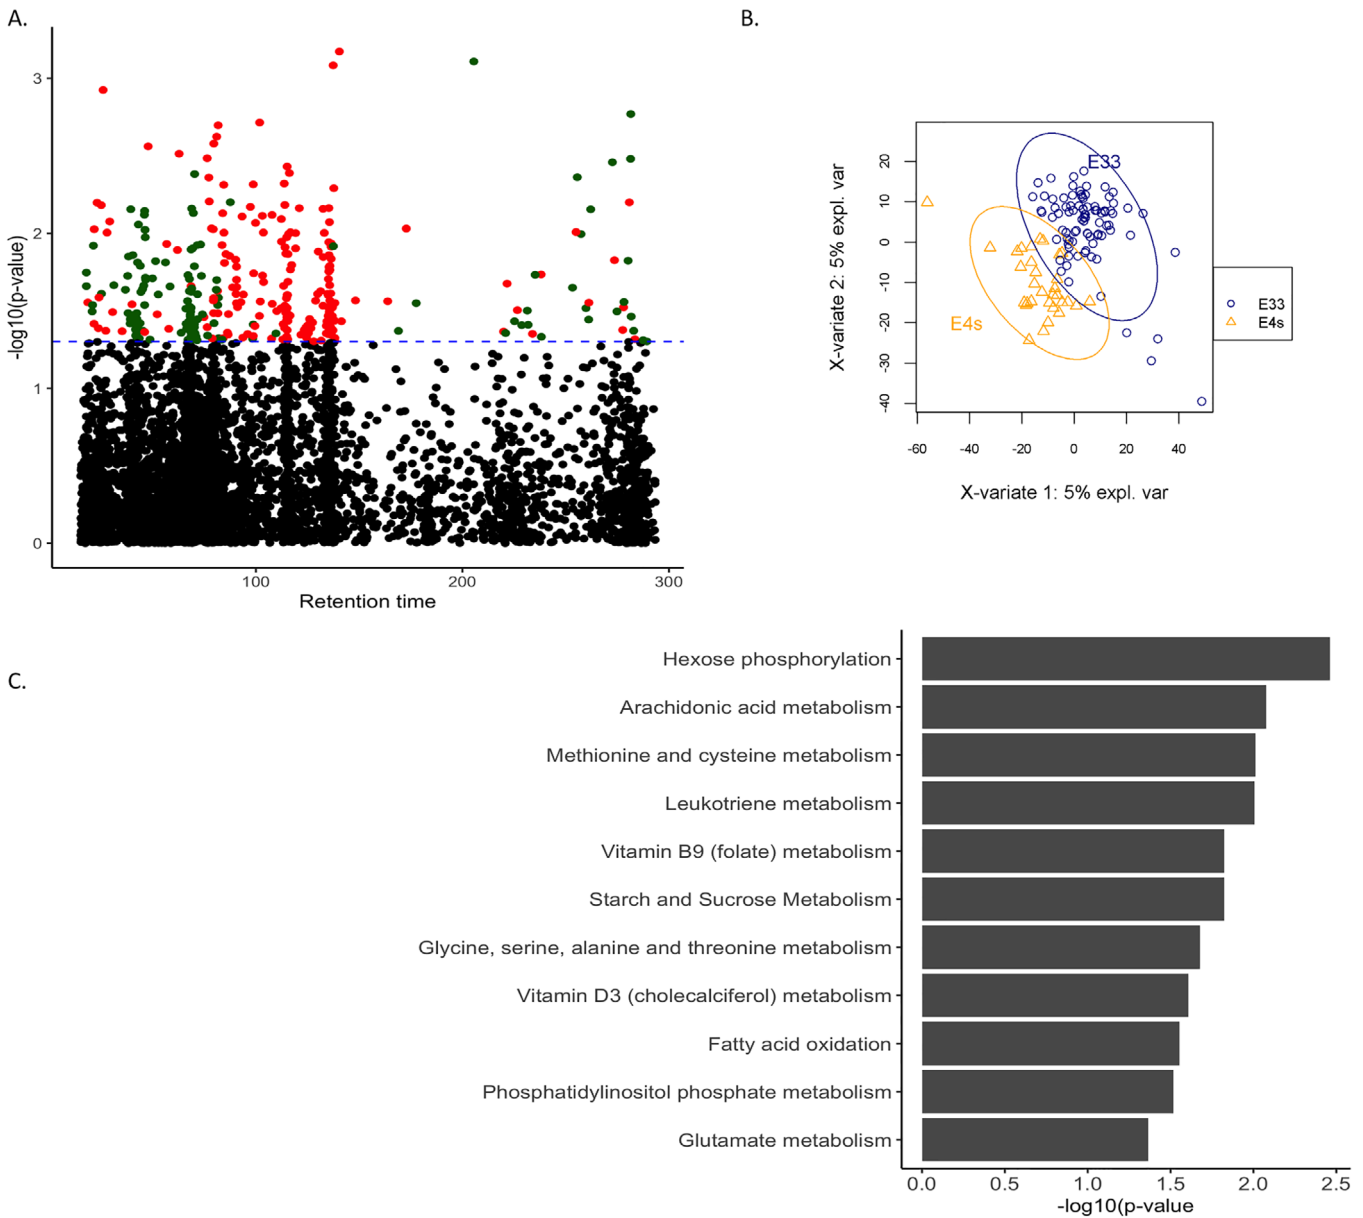 A.
-log10(p-value)
3
2
1
0
100
200
300
Retention time
B.
X-variate 2: 5% expl. var
20
10
0
-10
-20
-30
-40
E33
E4s
E33
E4s
-60
-40
-20
0
20
40
X-variate 1: 5% expl. var
C.
Hexose phosphorylation
Arachidonic acid metabolism
Methionine and cysteine metabolism
Leukotriene metabolism
Vitamin B9 (folate) metabolism
Starch and Sucrose Metabolism
Glycine, serine, alanine and threonine metabolism
Vitamin D3 (cholecalciferol) metabolism
Fatty acid oxidation
Phosphatidylinositol phosphate metabolism
Glutamate metabolism
0.0
0.5
1.0
1.5
2.0
2.5
-log10(p-value